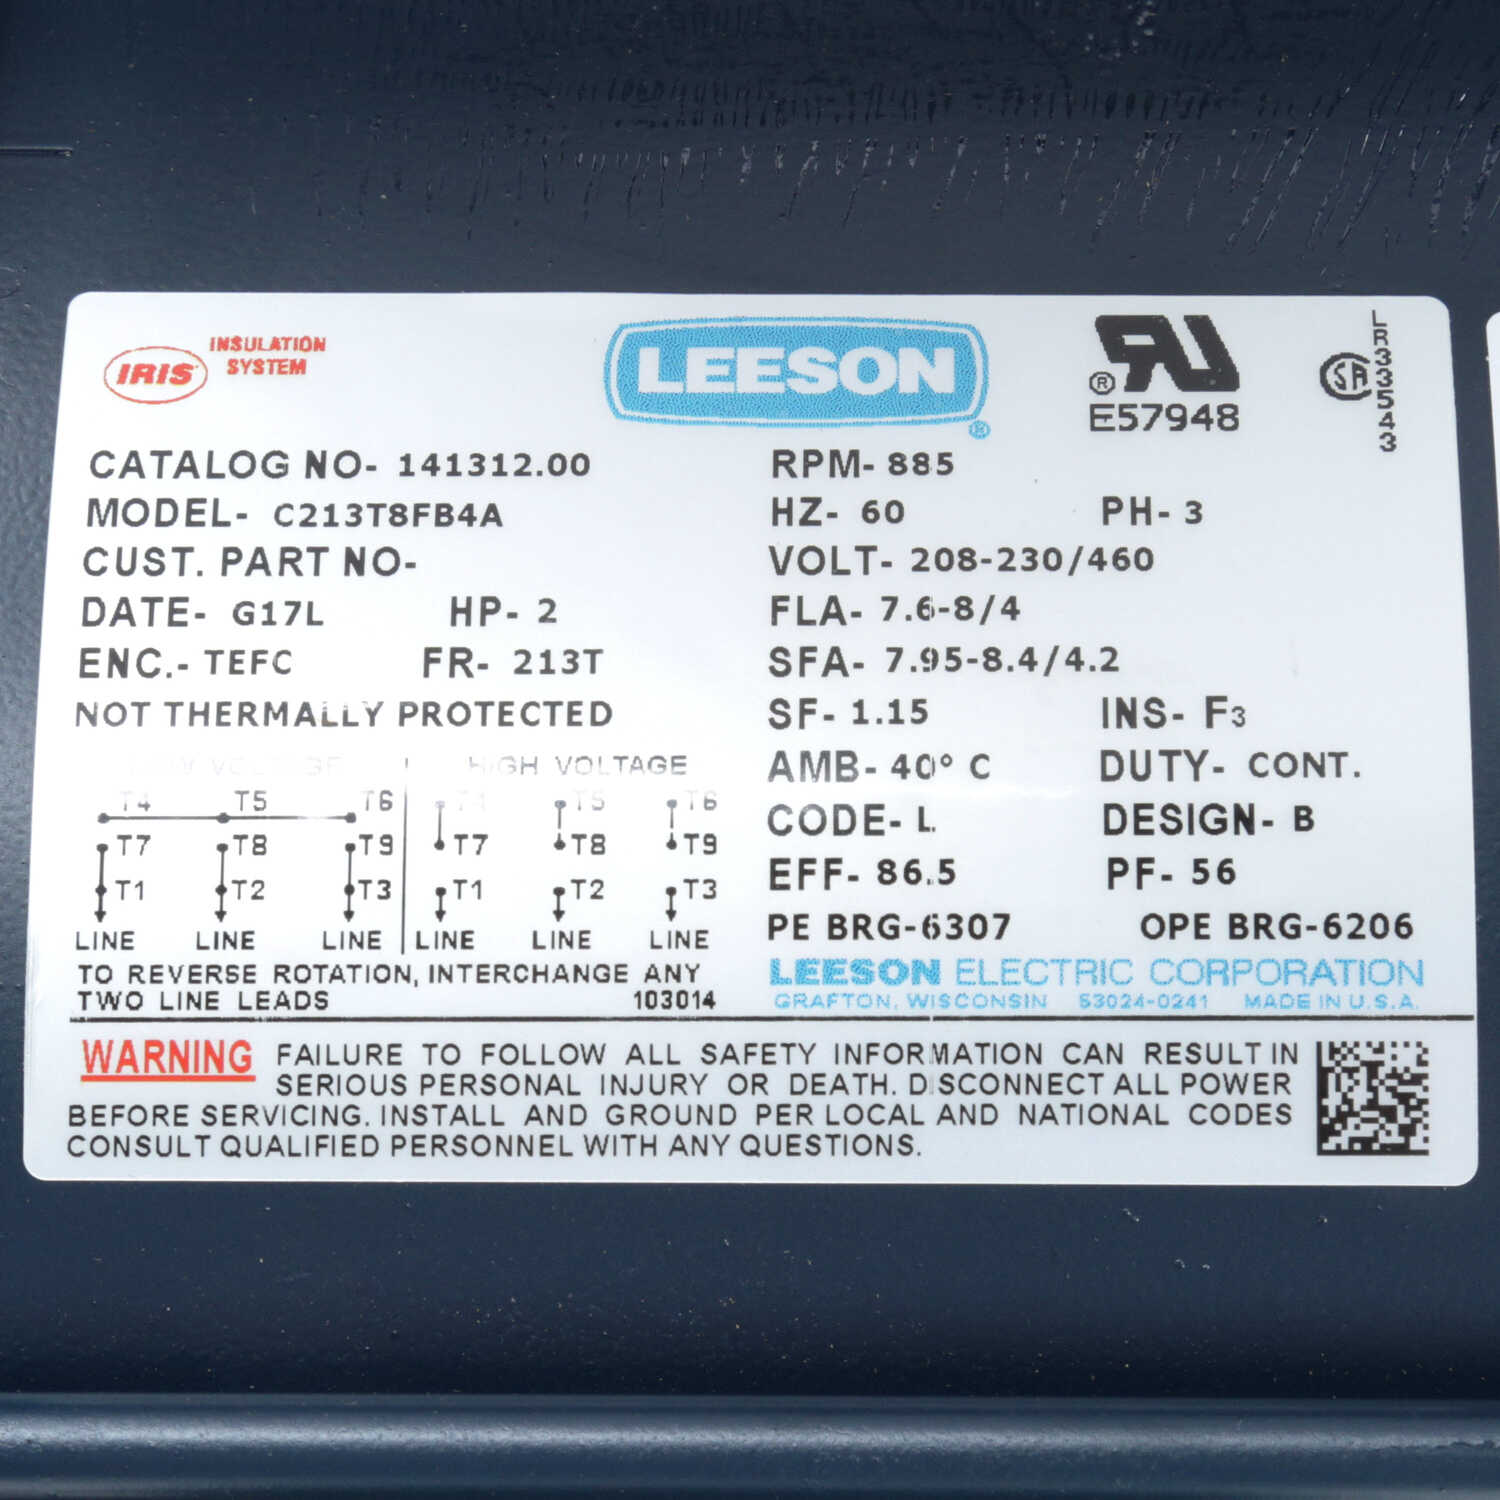 IRIS INSULATION SYSTEM
LEESON ®
® E57948
LR33543
CATALOG NO- 141312.00 RPM- 885
MODEL- C213T8FB4A HZ- 60 PH- 3
CUST. PART NO- VOLT- 208-230/460
DATE- G17L HP- 2 FLA- 7.6-8/4
ENC.- TEFC FR- 213T SFA- 7.95-8.4/4.2
NOT THERMALLY PROTECTED SF- 1.15 INS- F3
LOW VOLTAGE HIGH VOLTAGE AMB- 40° C DUTY- CONT.
T4 T5 T6 T4 T5 T6 CODE- L DESIGN- B
T7 T8 T9 T7 T8 T9 EFF- 86.5 PF- 56
T1 T2 T3 T1 T2 T3
LINE LINE LINE LINE LINE LINE PE BRG-6307 OPE BRG-6206
TO REVERSE ROTATION, INTERCHANGE ANY LEESON ELECTRIC CORPORATION
TWO LINE LEADS 103014 GRAFTON, WISCONSIN 53024-0241 MADE IN U.S.A.
WARNING FAILURE TO FOLLOW ALL SAFETY INFORMATION CAN RESULT IN
SERIOUS PERSONAL INJURY OR DEATH. DISCONNECT ALL POWER
BEFORE SERVICING. INSTALL AND GROUND PER LOCAL AND NATIONAL CODES
CONSULT QUALIFIED PERSONNEL WITH ANY QUESTIONS.